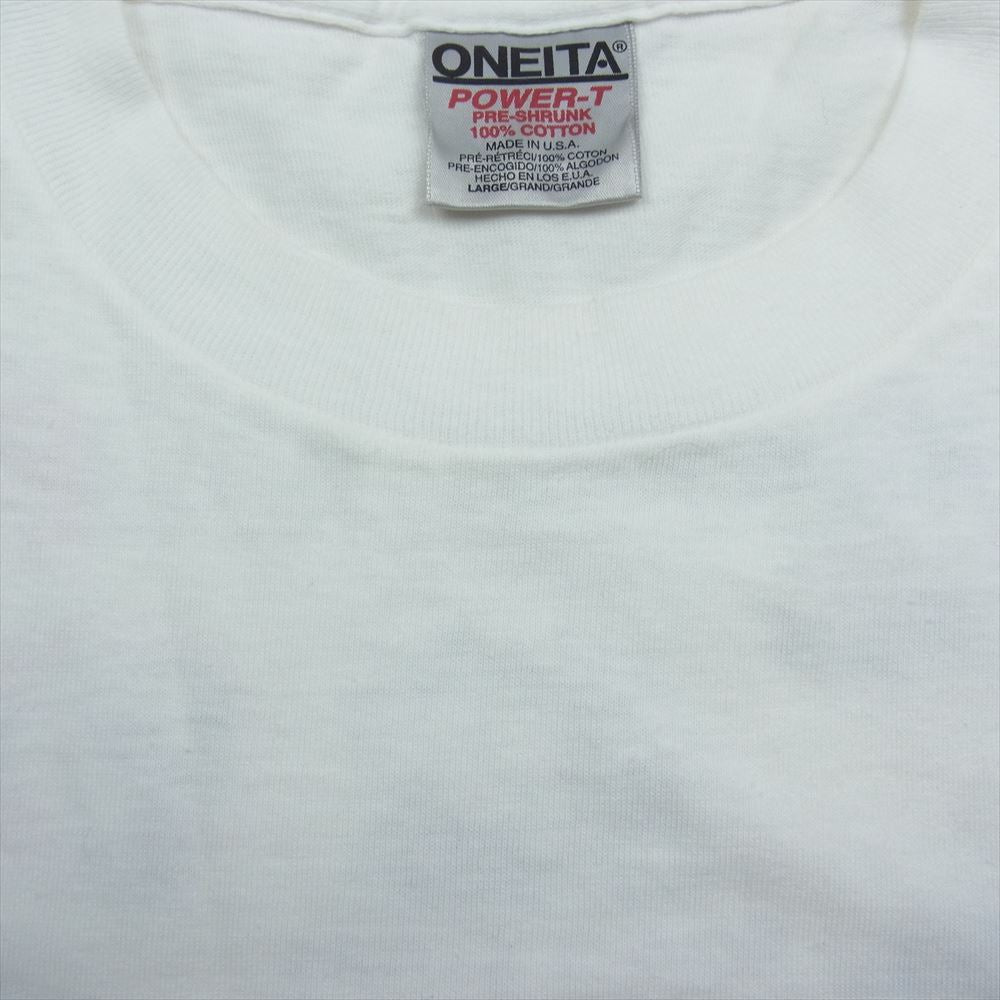 ONEITA®
POWER-T
PRE-SHRUNK
100% COTTON
MADE IN U.S.A.
PRÉ-RÉTRÉCI/100% COTON
PRE-ENCOGIDO/100% ALGODON
HECHO EN LOS E.U.A.
LARGE/GRAND/GRANDE